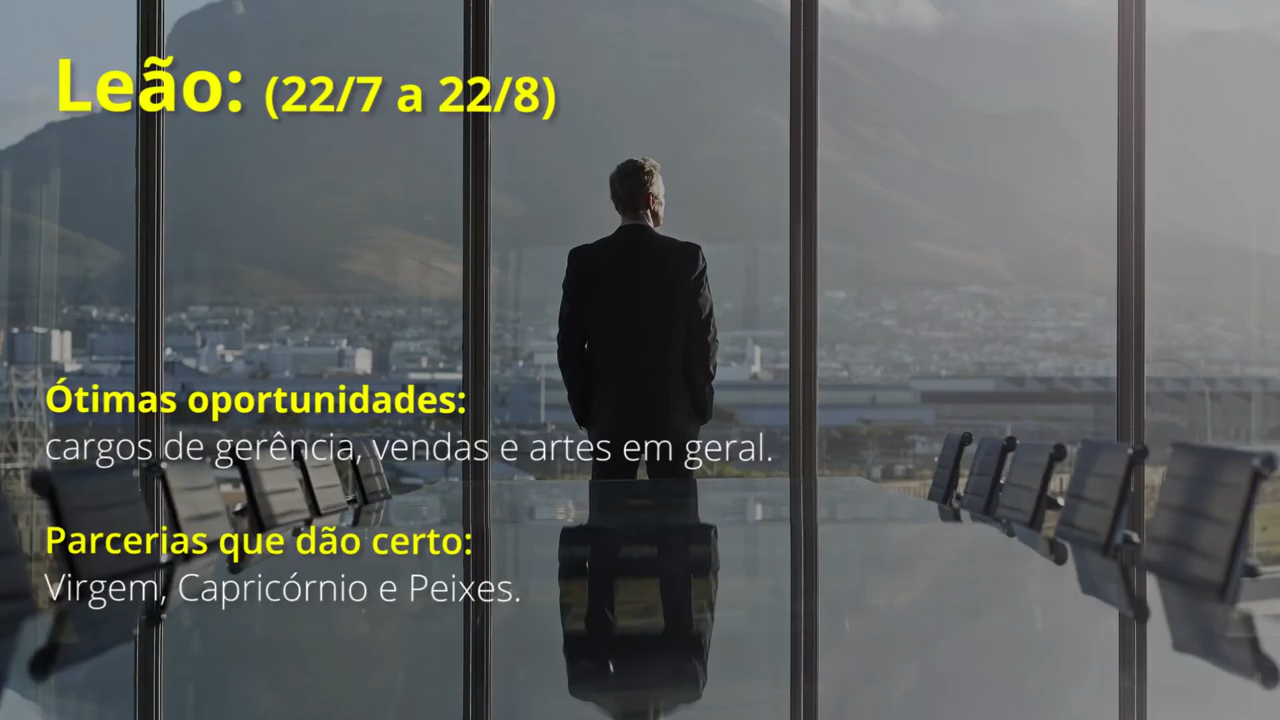 Leão: (22/7 a 22/8)
Ótimas oportunidades:
cargos de gerência, vendas e artes em geral.
Parcerias que dão certo:
Virgem, Capricórnio e Peixes.